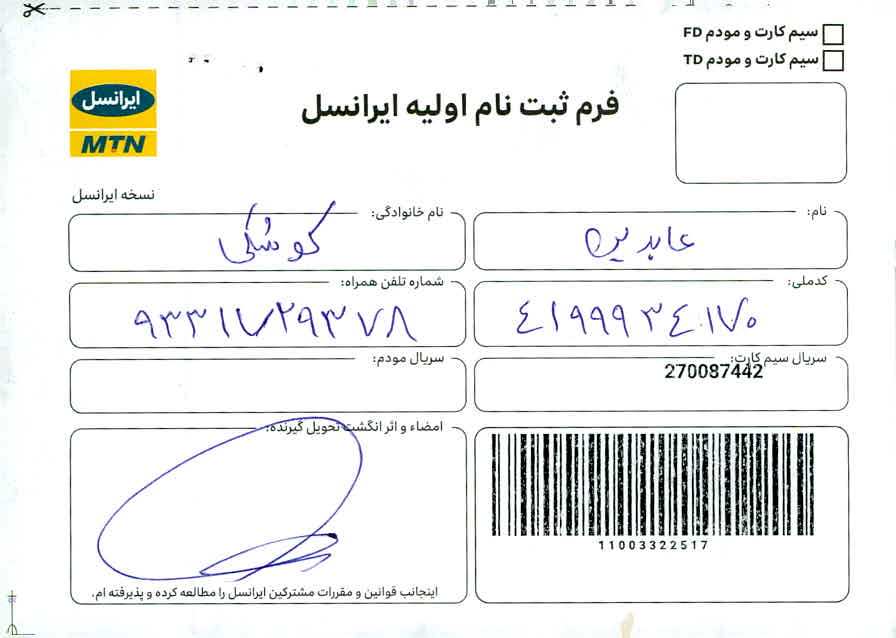 سیم کارت و مودم FD
سیم کارت و مودم TD
ایرانسل
MTN
فرم ثبت نام اولیه ایرانسل
نسخه ایرانسل
نام:
عابدین
نام خانوادگی:
کوشکی
کدملی:
٤١٩٩٩٣٤٠١٧٠
شماره تلفن همراه:
۹۳۳۱۷۲۹۳۷۸
سریال سیم کارت:
270087442
سریال مودم:
امضاء و اثر انگشت تحویل گیرنده:
11003322517
اینجانب قوانین و مقررات مشترکین ایرانسل را مطالعه کرده و پذیرفته ام.